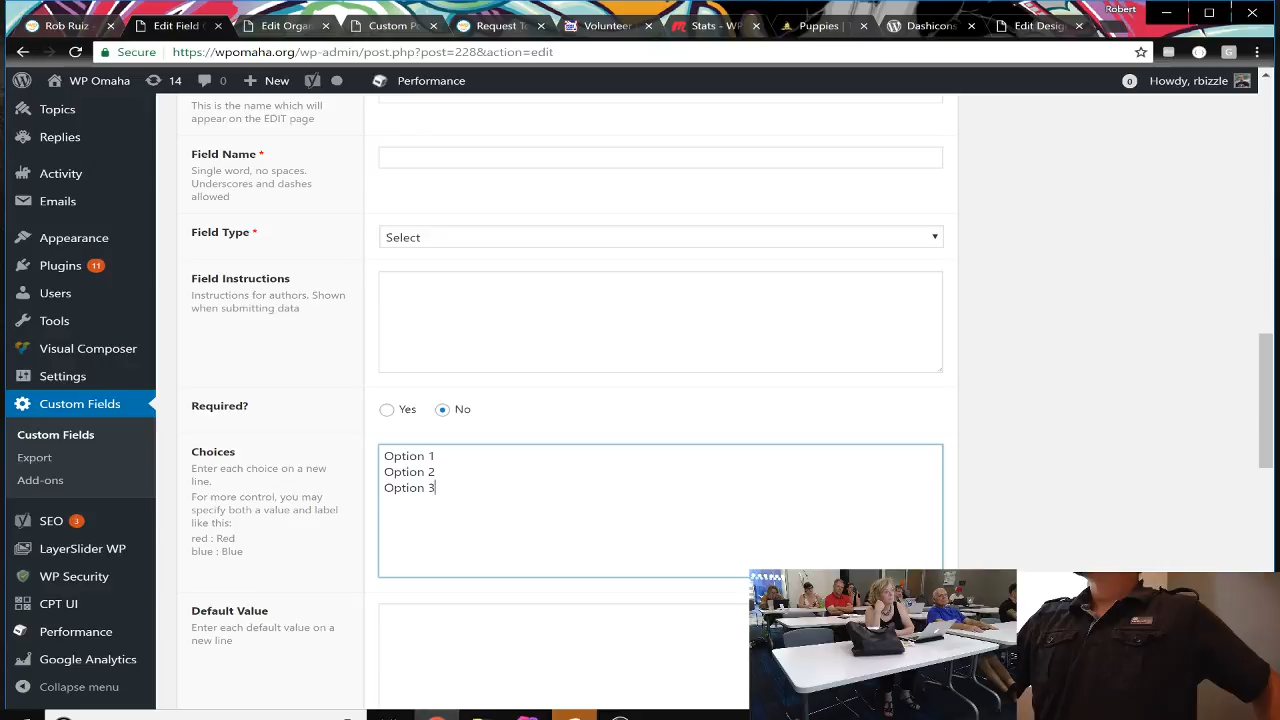 Robert
Rob Ruiz
Edit Field
Edit Organ
Custom P
Request To
Volunteer
Stats - WP
Puppies |
Dashicons
Edit Desig
Secure
https://wpomaha.org/wp-admin/post.php?post=228&action=edit
WP Omaha
14
0
New
Performance
0
Howdy, rbizzle
Topics
Replies
Activity
Emails
Appearance
Plugins 11
Users
Tools
Visual Composer
Settings
Custom Fields
Custom Fields
Export
Add-ons
SEO 3
LayerSlider WP
WP Security
CPT UI
Performance
Google Analytics
Collapse menu
This is the name which will
appear on the EDIT page
Field Name *
Single word, no spaces.
Underscores and dashes
allowed
Field Type *
Select
Field Instructions
Instructions for authors. Shown
when submitting data
Required?
Yes
No
Choices
Enter each choice on a new
line.
For more control, you may
specify both a value and label
like this:
red : Red
blue : Blue
Option 1
Option 2
Option 3
Default Value
Enter each default value on a
new line